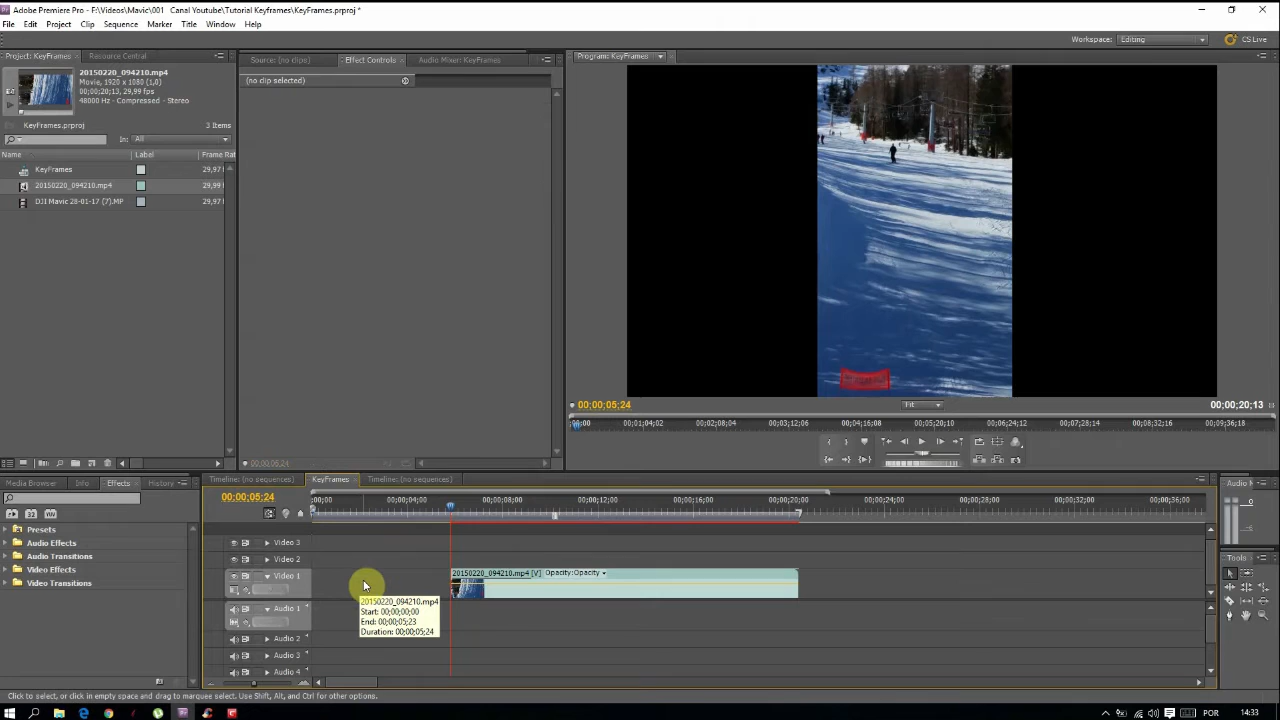 Adobe Premiere Pro - F:\Videos\Mavic\001_Canal Youtube\Tutorial Keyframes\KeyFrames.prproj *
File Edit Project Clip Sequence Marker Title Window Help
Workspace: Editing CS Live
Project: KeyFrames Resource Central
20150220_094210.mp4
Movie, 1920 x 1080 (1,0)
00;00;20;13, 29,99 fps
48000 Hz - Compressed - Stereo
KeyFrames.prproj 3 Items
In: All
Name Label Frame Rat
KeyFrames 29,97
20150220_094210.mp4 29,99
DJI Mavic 28-01-17 (7).MP 29,97
Source: (no clips) Effect Controls Audio Mixer: KeyFrames
(no clip selected)
00;00;05;24
Program: KeyFrames
00;00;05;24 Fit 00;00;20;13
;00;00 00;01;04;02 00;02;08;04 00;03;12;06 00;04;16;08 00;05;20;10 00;06;24;12 00;07;28;14 00;08;32;16 00;09;36;18
Media Browser Info Effects History
Presets
Audio Effects
Audio Transitions
Video Effects
Video Transitions
Timeline: (no sequences) KeyFrames Timeline: (no sequences)
00;00;05;24
;00;00 00;00;04;00 00;00;08;00 00;00;12;00 00;00;16;00 00;00;20;00 00;00;24;00 00;00;28;00 00;00;32;00 00;00;36;00
Video 3
Video 2
Video 1
20150220_094210.mp4 [V] Opacity:Opacity
20150220_094210.mp4
Start: 00;00;00;00
End: 00;00;05;23
Duration: 00;00;05;24
Audio 1
Audio 2
Audio 3
Audio 4
Audio M
0
Tools
Click to select, or click in empty space and drag to marquee select. Use Shift, Alt, and Ctrl for other options.
POR 14:33